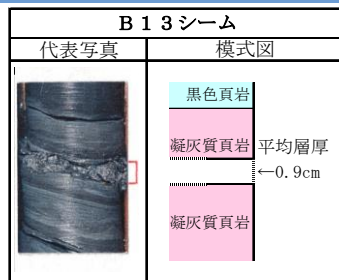 B13シーム
代表写真
模式図
黒色頁岩
凝灰質頁岩
平均層厚
←0.9cm
凝灰質頁岩